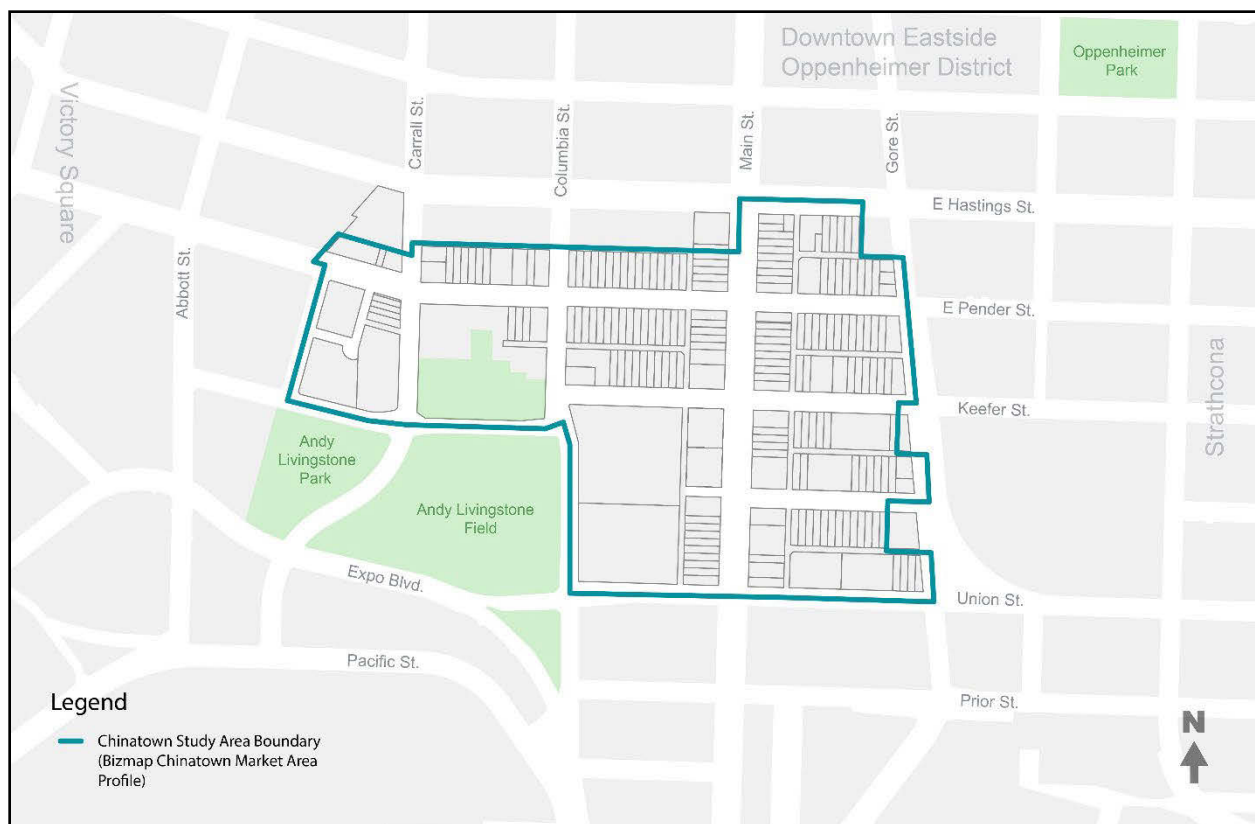 Downtown Eastside
Oppenheimer District
Oppenheimer
Park
Victory Square
Carrall St.
Columbia St.
Main St.
Gore St.
E Hastings St.
Abbott St.
E Pender St.
Strathcona
Keefer St.
Andy
Livingstone
Park
Andy Livingstone
Field
Expo Blvd.
Union St.
Pacific St.
Prior St.
Legend
Chinatown Study Area Boundary
(Bizmap Chinatown Market Area
Profile)
N